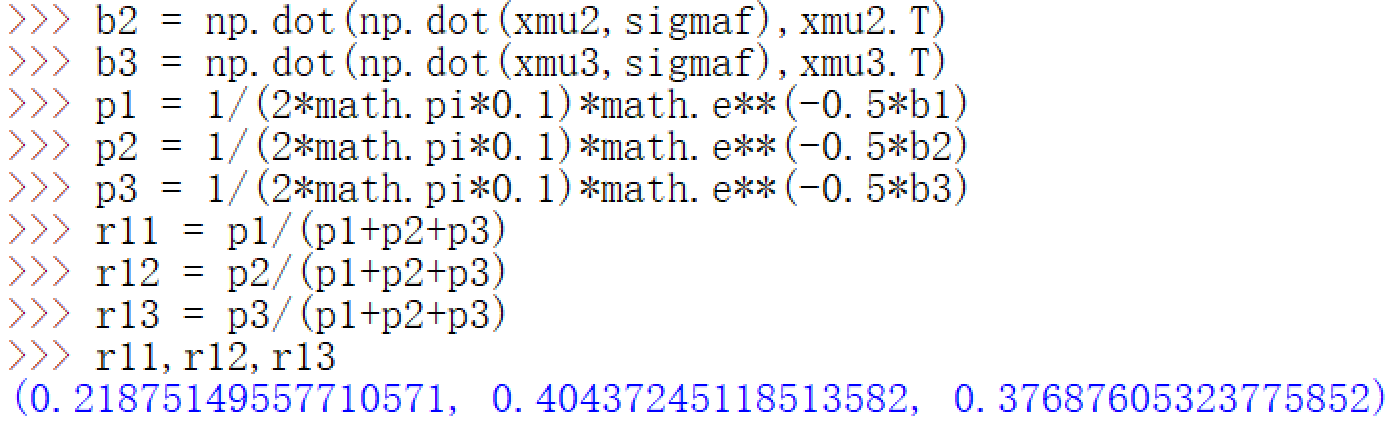 >>> b2 = np.dot(np.dot(xmu2,sigmaf),xmu2.T)
>>> b3 = np.dot(np.dot(xmu3,sigmaf),xmu3.T)
>>> p1 = 1/(2*math.pi*0.1)*math.e**(-0.5*b1)
>>> p2 = 1/(2*math.pi*0.1)*math.e**(-0.5*b2)
>>> p3 = 1/(2*math.pi*0.1)*math.e**(-0.5*b3)
>>> r11 = p1/(p1+p2+p3)
>>> r12 = p2/(p1+p2+p3)
>>> r13 = p3/(p1+p2+p3)
>>> r11,r12,r13
(0.21875149557710571, 0.40437245118513582, 0.37687605323775852)